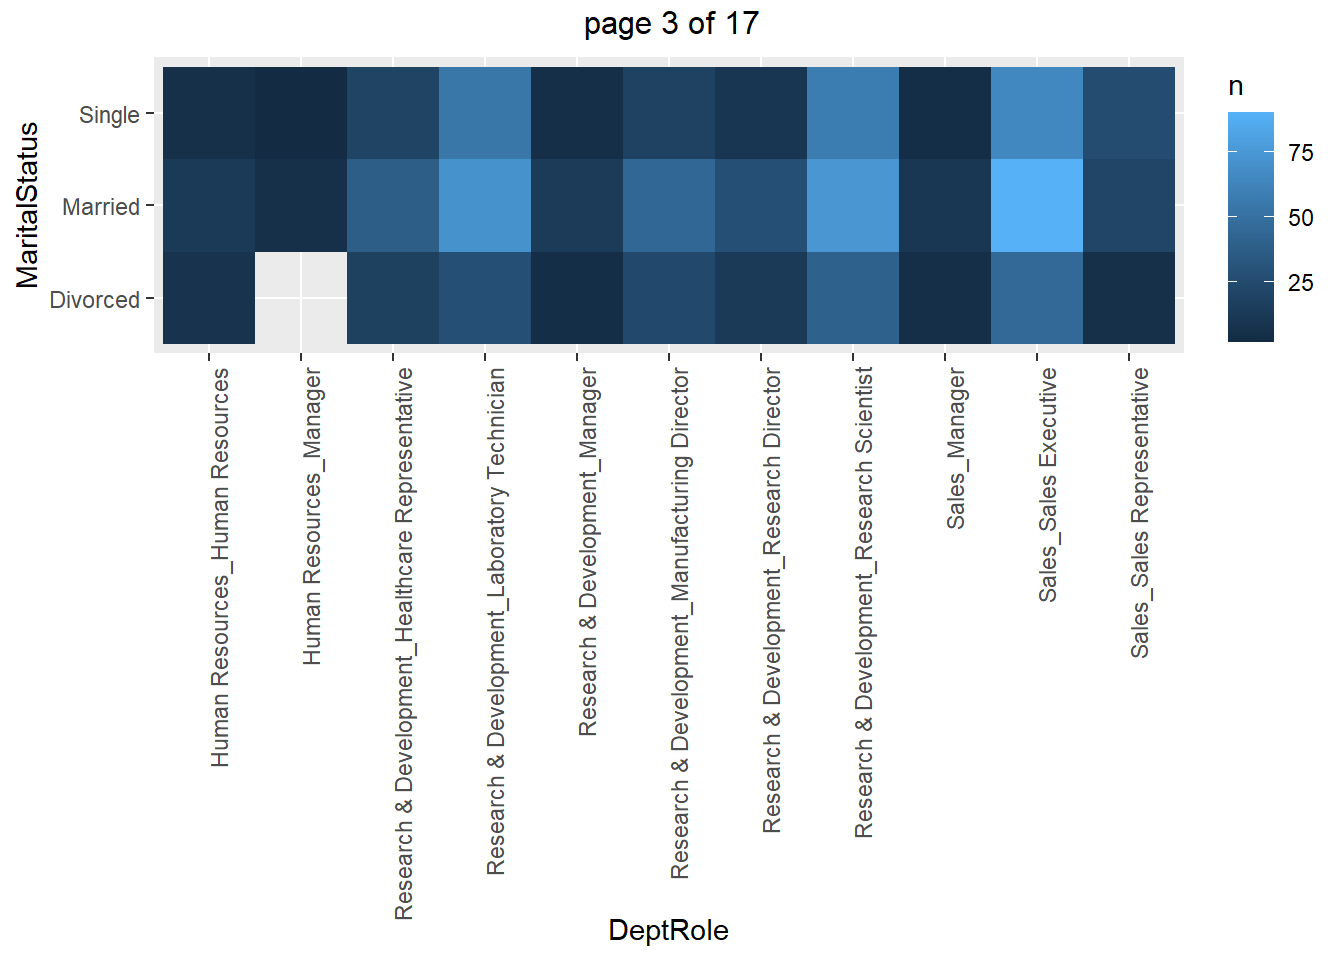 page 3 of 17
MaritalStatus
Single
Married
Divorced
n
75
50
25
Human Resources_Human Resources
Human Resources_Manager
Research & Development_Healthcare Representative
Research & Development_Laboratory Technician
Research & Development_Manager
Research & Development_Manufacturing Director
Research & Development_Research Director
Research & Development_Research Scientist
Sales_Manager
Sales_Sales Executive
Sales_Sales Representative
DeptRole